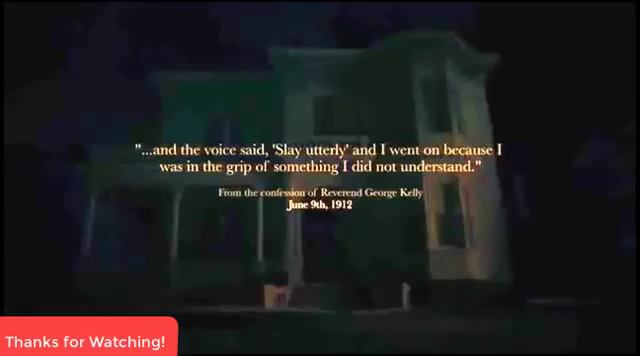 "...and the voice said, 'Slay utterly' and I went on because I
was in the grip of something I did not understand."
From the confession of Reverend George Kelly
June 9th, 1912
Thanks for Watching!